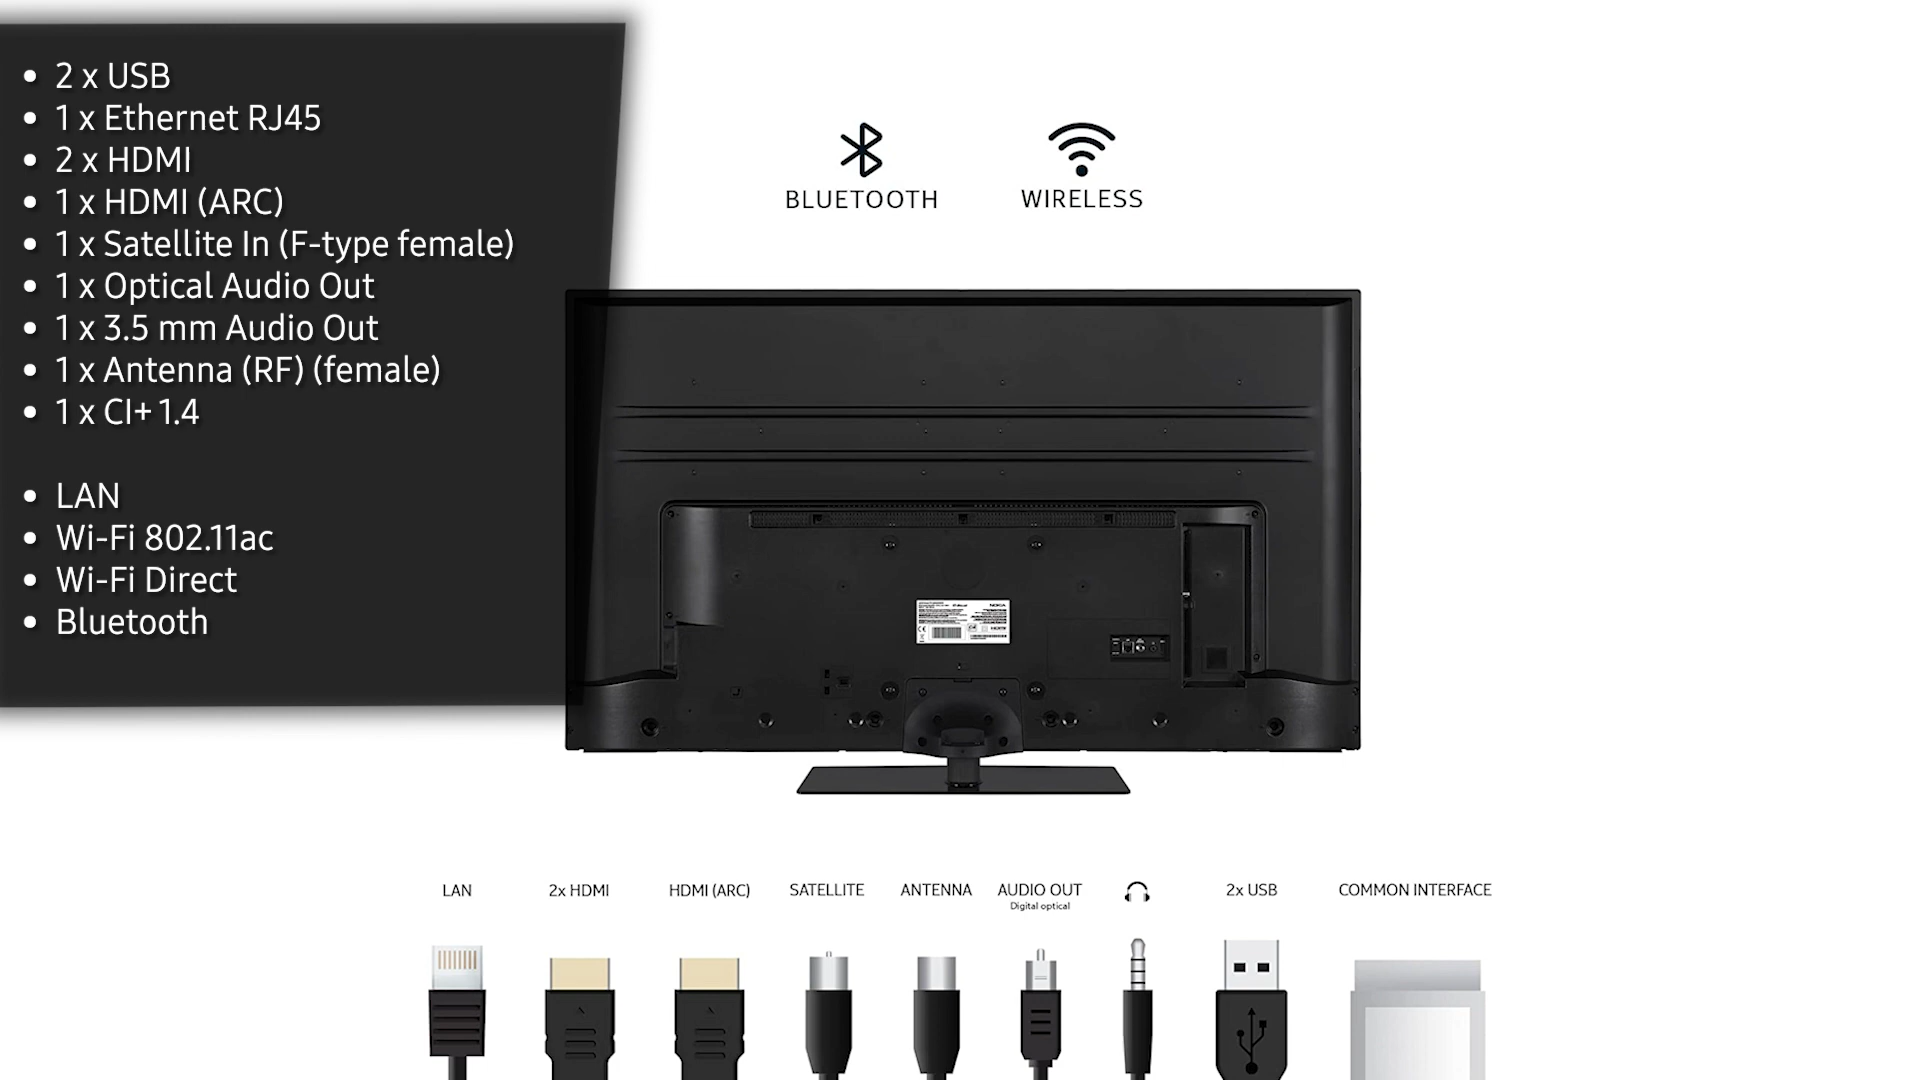 • 2 x USB
• 1 x Ethernet RJ45
• 2 x HDMI
• 1 x HDMI (ARC)
• 1 x Satellite In (F-type female)
• 1 x Optical Audio Out
• 1 x 3.5 mm Audio Out
• 1 x Antenna (RF) (female)
• 1 x CI+ 1.4
• LAN
• Wi-Fi 802.11ac
• Wi-Fi Direct
• Bluetooth
BLUETOOTH
WIRELESS
NOKIA
HDMI
LAN
2x HDMI
HDMI (ARC)
SATELLITE
ANTENNA
AUDIO OUT
Digital optical
2x USB
COMMON INTERFACE